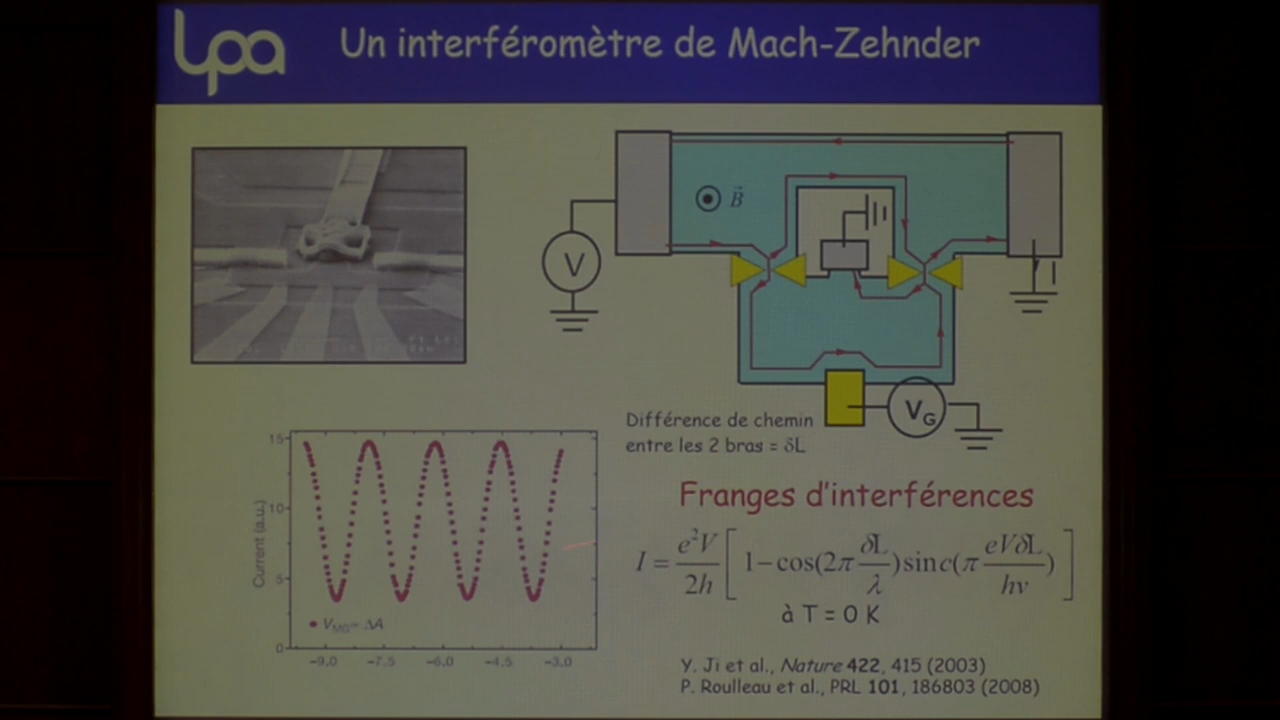 lpa
Un interféromètre de Mach-Zehnder
B
V
I
V_G
Différence de chemin
entre les 2 bras = δL
Franges d'interférences
I = e²V/2h [ 1−cos(2π δL/λ)sinc(π eVδL/hv) ]
à T = 0 K
Y. Ji et al., Nature 422, 415 (2003)
P. Roulleau et al., PRL 101, 186803 (2008)
Current (a.u.)
15
10
5
0
V_MG= ΔA
−9.0 −7.5 −6.0 −4.5 −3.0